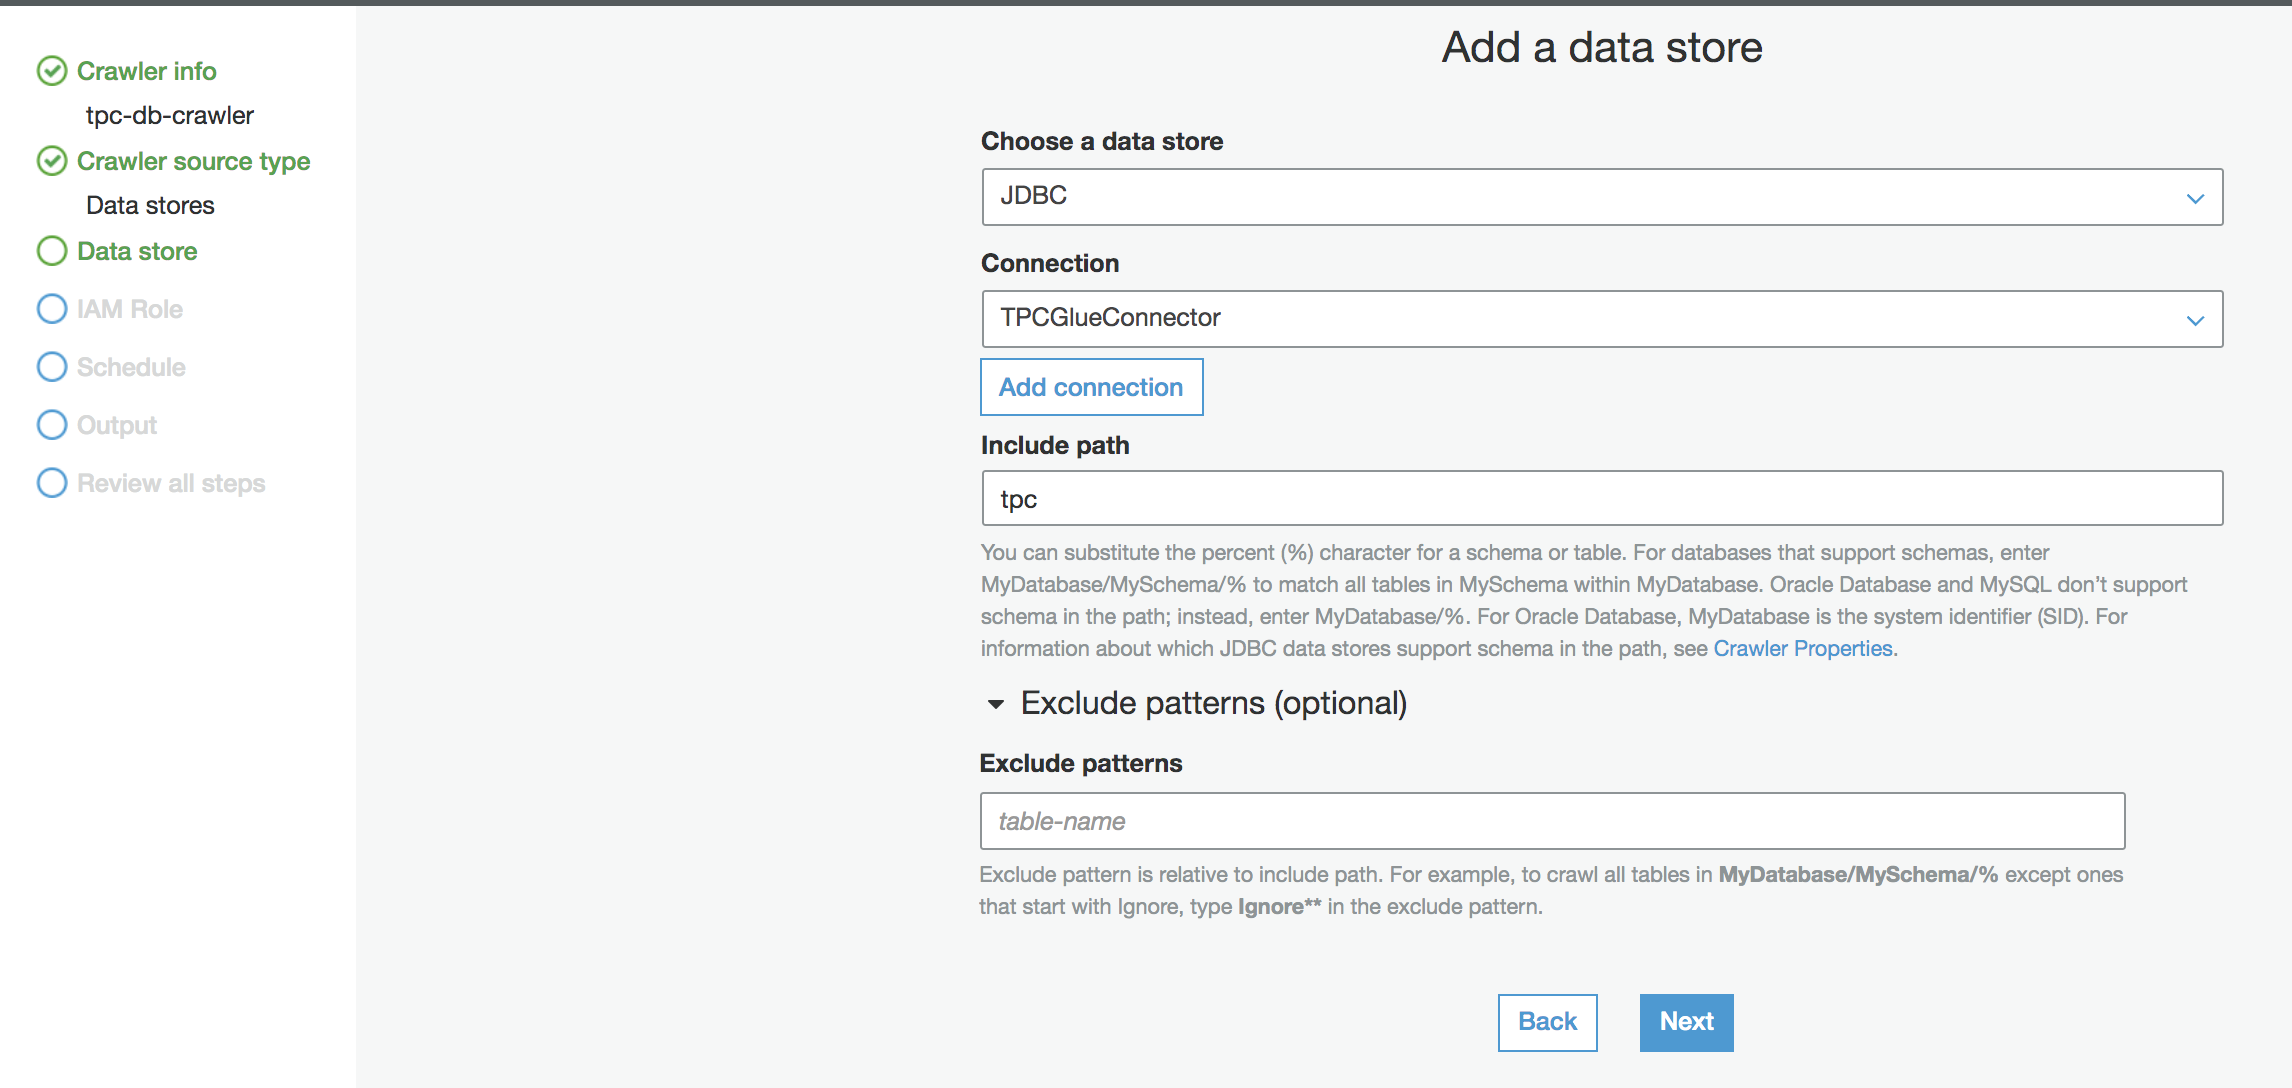 Crawler info
tpc-db-crawler
Crawler source type
Data stores
Data store
IAM Role
Schedule
Output
Review all steps
Add a data store
Choose a data store
JDBC
Connection
TPCGlueConnector
Add connection
Include path
tpc
You can substitute the percent (%) character for a schema or table. For databases that support schemas, enter
MyDatabase/MySchema/% to match all tables in MySchema within MyDatabase. Oracle Database and MySQL don’t support
schema in the path; instead, enter MyDatabase/%. For Oracle Database, MyDatabase is the system identifier (SID). For
information about which JDBC data stores support schema in the path, see Crawler Properties.
Exclude patterns (optional)
Exclude patterns
table-name
Exclude pattern is relative to include path. For example, to crawl all tables in MyDatabase/MySchema/% except ones
that start with Ignore, type Ignore** in the exclude pattern.
Back
Next